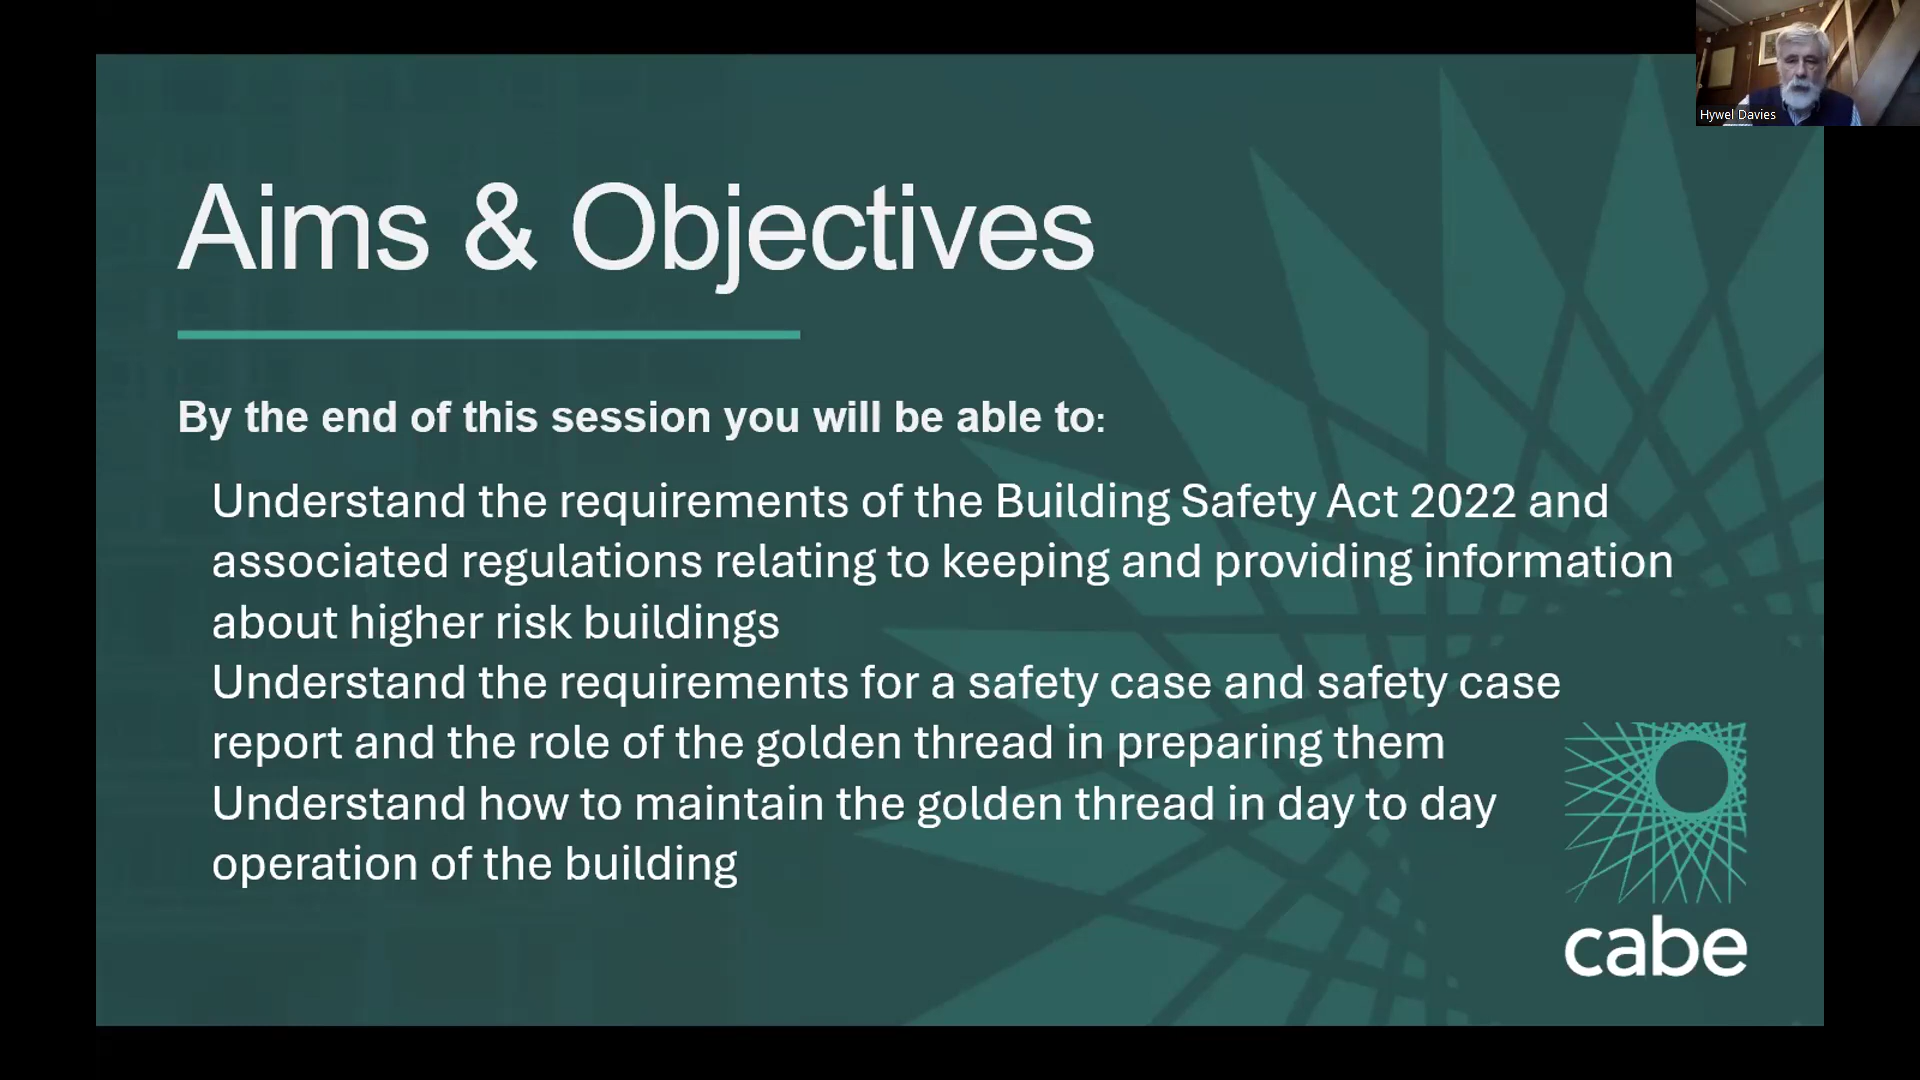 Hywel Davies
Aims & Objectives
By the end of this session you will be able to:
Understand the requirements of the Building Safety Act 2022 and
associated regulations relating to keeping and providing information
about higher risk buildings
Understand the requirements for a safety case and safety case
report and the role of the golden thread in preparing them
Understand how to maintain the golden thread in day to day
operation of the building
cabe